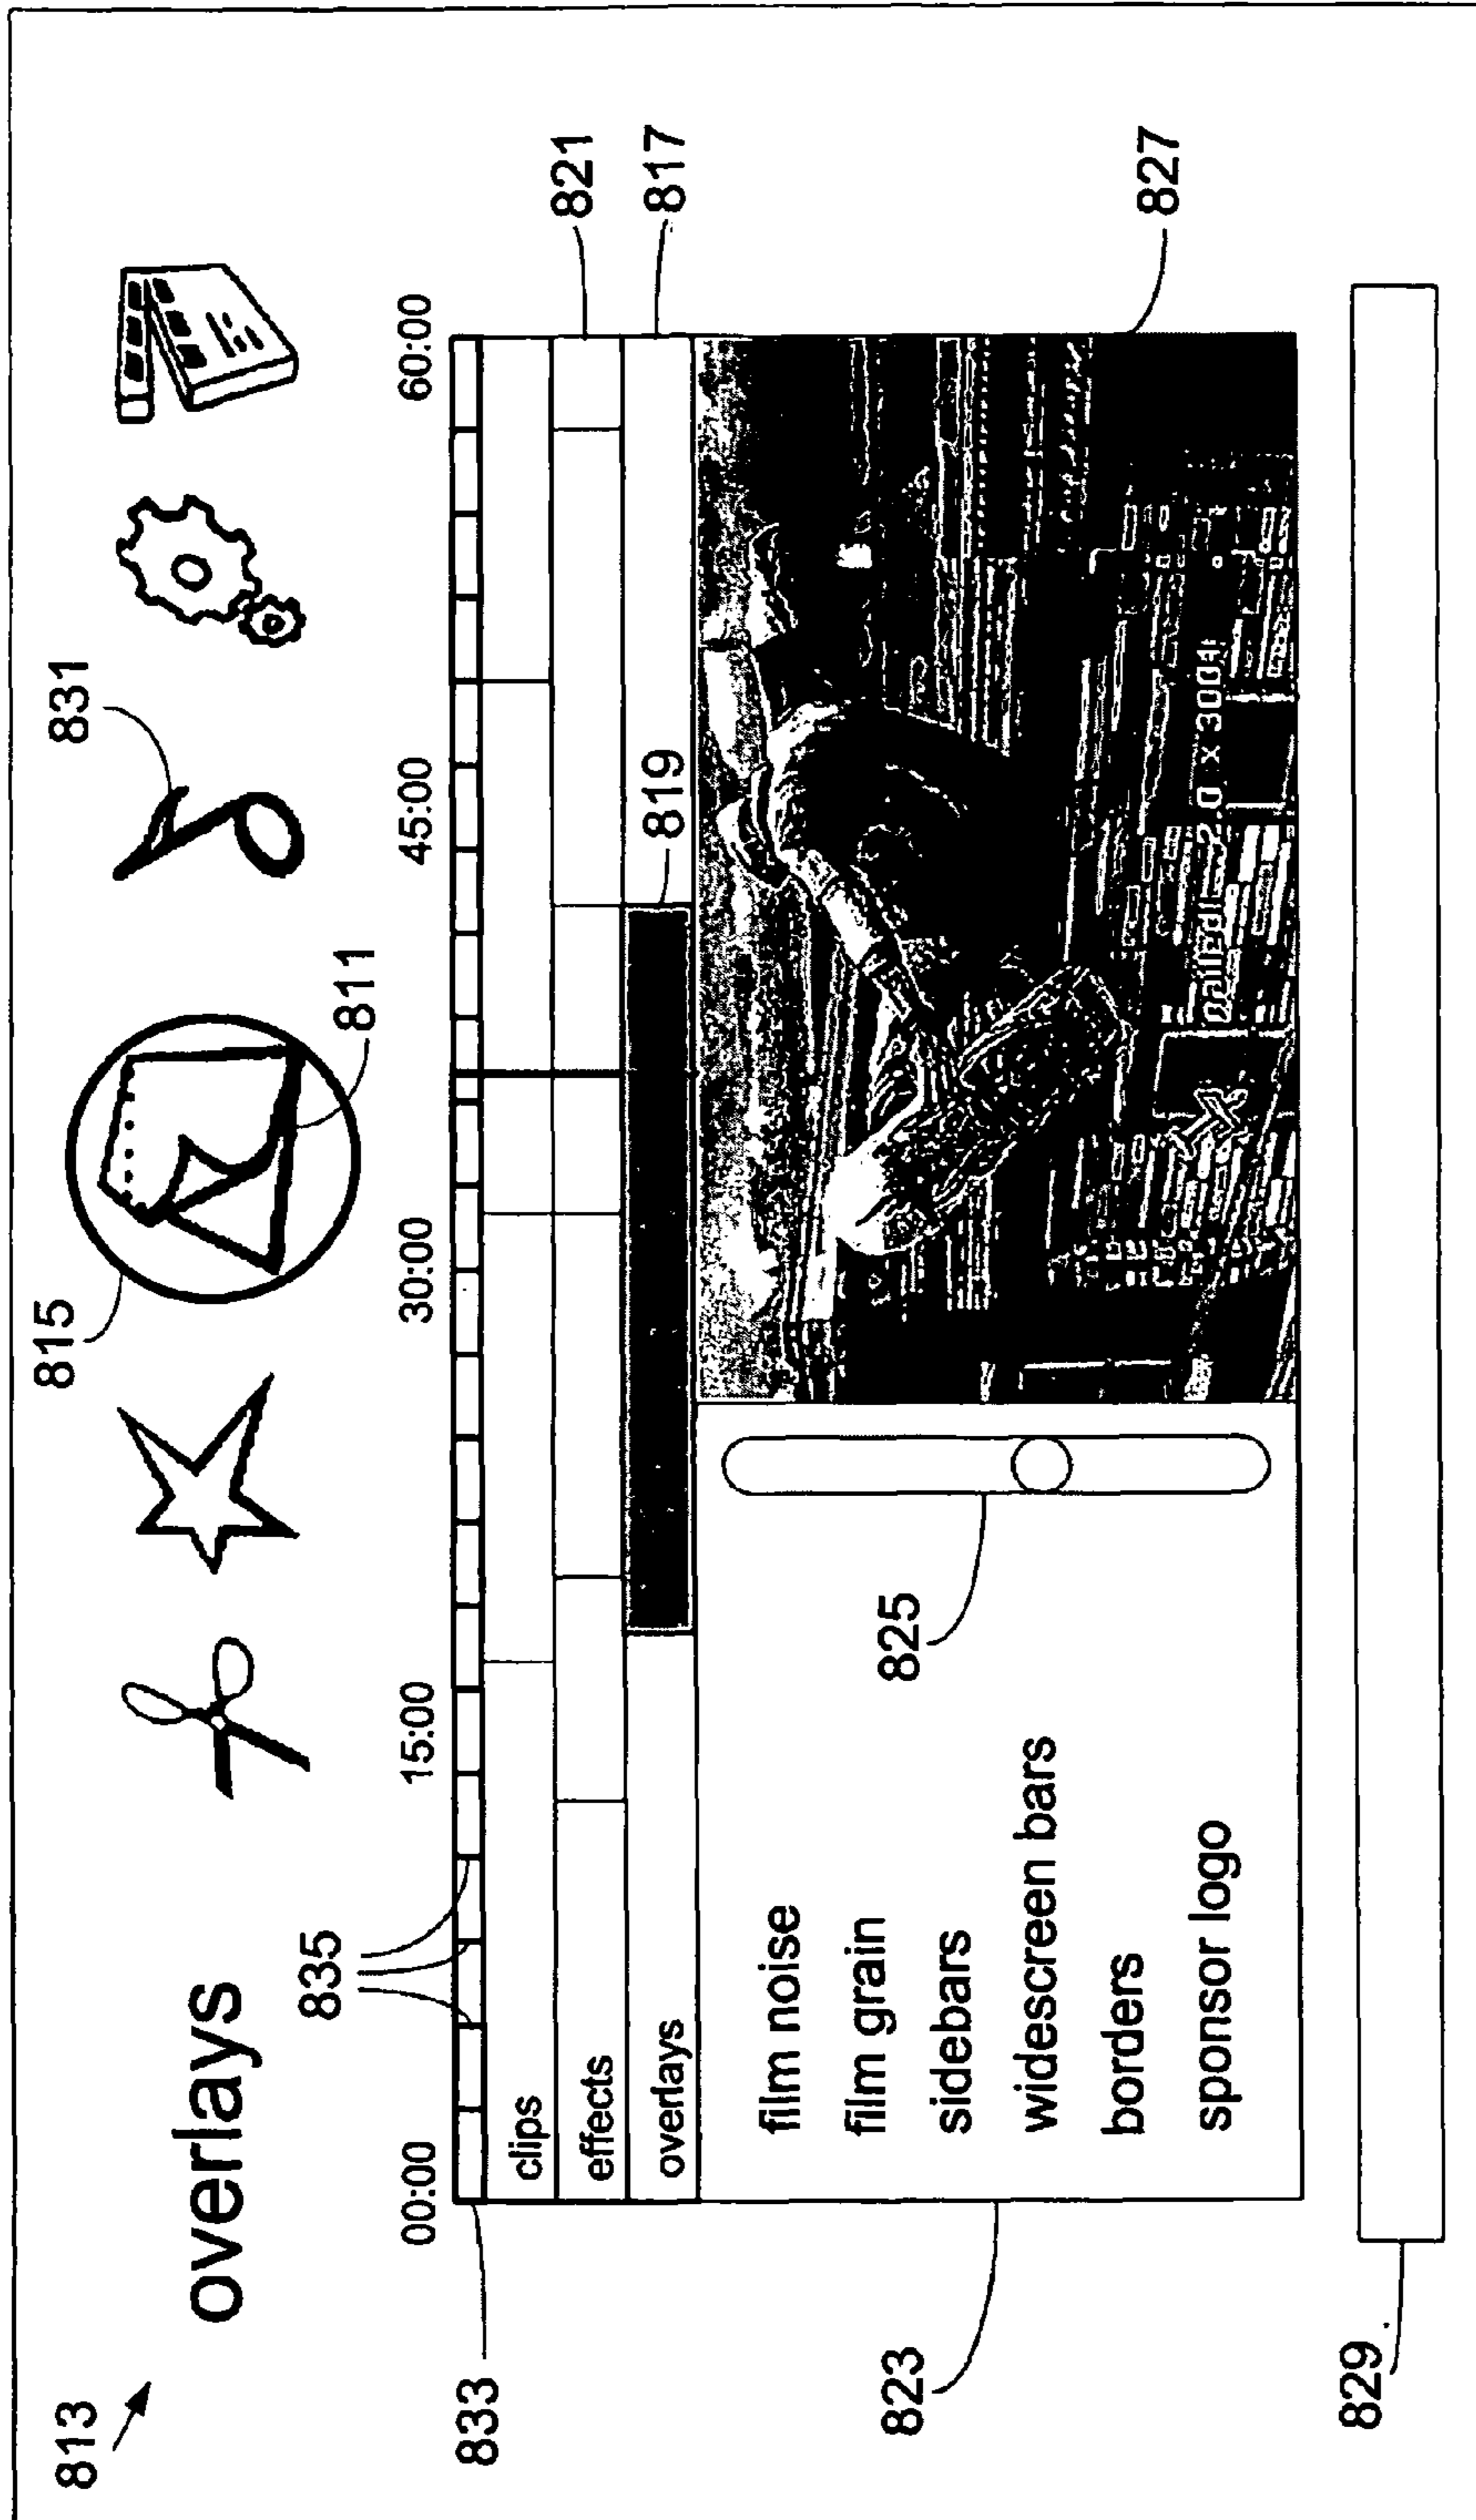 813
overlays
815
811
831
835
00:00
15:00
30:00
45:00
60:00
833
clips
effects
overlays
821
817
819
823
film noise
film grain
sidebars
widescreen bars
borders
sponsor logo
825
827
829